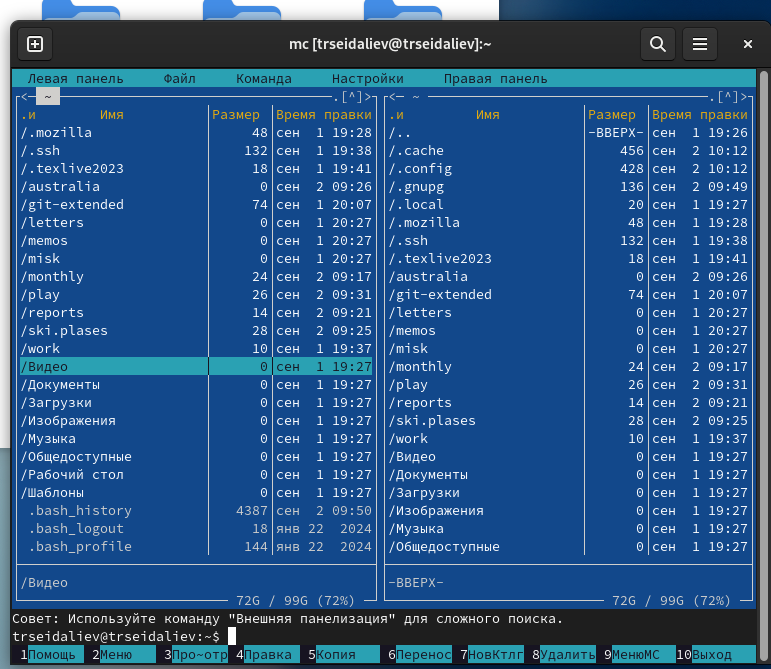 mc [trseidaliev@trseidaliev]:~
Левая панель Файл Команда Настройки Правая панель
<─ ~ .[^]>
.и Имя Размер Время правки
/.mozilla 48 сен 1 19:28
/.ssh 132 сен 1 19:38
/.texlive2023 18 сен 1 19:41
/australia 0 сен 2 09:26
/git-extended 74 сен 1 20:07
/letters 0 сен 1 20:27
/memos 0 сен 1 20:27
/misk 0 сен 1 20:27
/monthly 24 сен 2 09:17
/play 26 сен 2 09:31
/reports 14 сен 2 09:21
/ski.plases 28 сен 2 09:25
/work 10 сен 1 19:37
/Видео 0 сен 1 19:27
/Документы 0 сен 1 19:27
/Загрузки 0 сен 1 19:27
/Изображения 0 сен 1 19:27
/Музыка 0 сен 1 19:27
/Общедоступные 0 сен 1 19:27
/Рабочий стол 0 сен 1 19:27
/Шаблоны 0 сен 1 19:27
.bash_history 4387 сен 2 09:50
.bash_logout 18 янв 22 2024
.bash_profile 144 янв 22 2024
/Видео
72G / 99G (72%)
<─ ~ .[^]>
.и Имя Размер Время правки
/.. -ВВЕРХ- сен 1 19:26
/.cache 456 сен 2 10:12
/.config 428 сен 2 10:12
/.gnupg 136 сен 2 09:49
/.local 20 сен 1 19:27
/.mozilla 48 сен 1 19:28
/.ssh 132 сен 1 19:38
/.texlive2023 18 сен 1 19:41
/australia 0 сен 2 09:26
/git-extended 74 сен 1 20:07
/letters 0 сен 1 20:27
/memos 0 сен 1 20:27
/misk 0 сен 1 20:27
/monthly 24 сен 2 09:17
/play 26 сен 2 09:31
/reports 14 сен 2 09:21
/ski.plases 28 сен 2 09:25
/work 10 сен 1 19:37
/Видео 0 сен 1 19:27
/Документы 0 сен 1 19:27
/Загрузки 0 сен 1 19:27
/Изображения 0 сен 1 19:27
/Музыка 0 сен 1 19:27
/Общедоступные 0 сен 1 19:27
-ВВЕРХ-
72G / 99G (72%)
Совет: Используйте команду "Внешняя панелизация" для сложного поиска.
trseidaliev@trseidaliev:~$
1Помощь 2Меню 3Про~отр 4Правка 5Копия 6Перенос 7НовКтлг 8Удалить 9МенюМС 10Выход